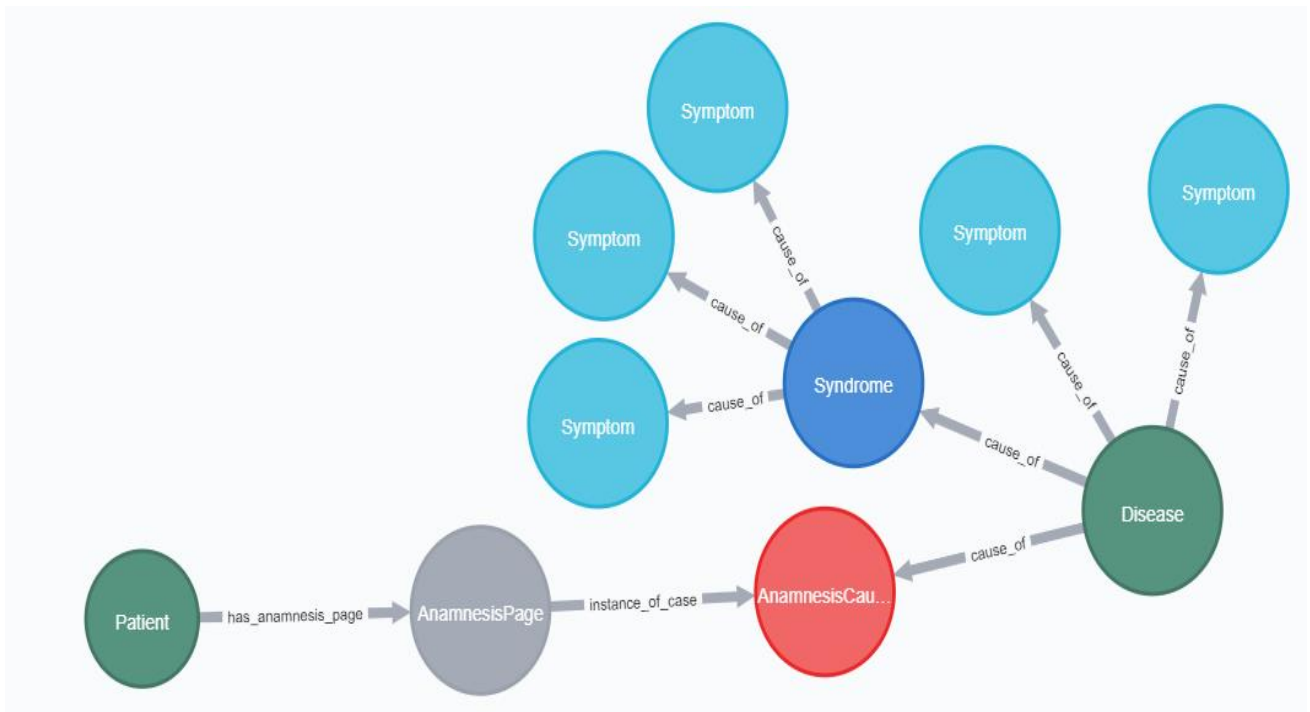 Symptom
Symptom
Symptom
Symptom
Symptom
cause_of
cause_of
cause_of
cause_of
cause_of
Syndrome
cause_of
Disease
cause_of
Patient
has_anamnesis_page
AnamnesisPage
instance_of_case
AnamnesisCau...